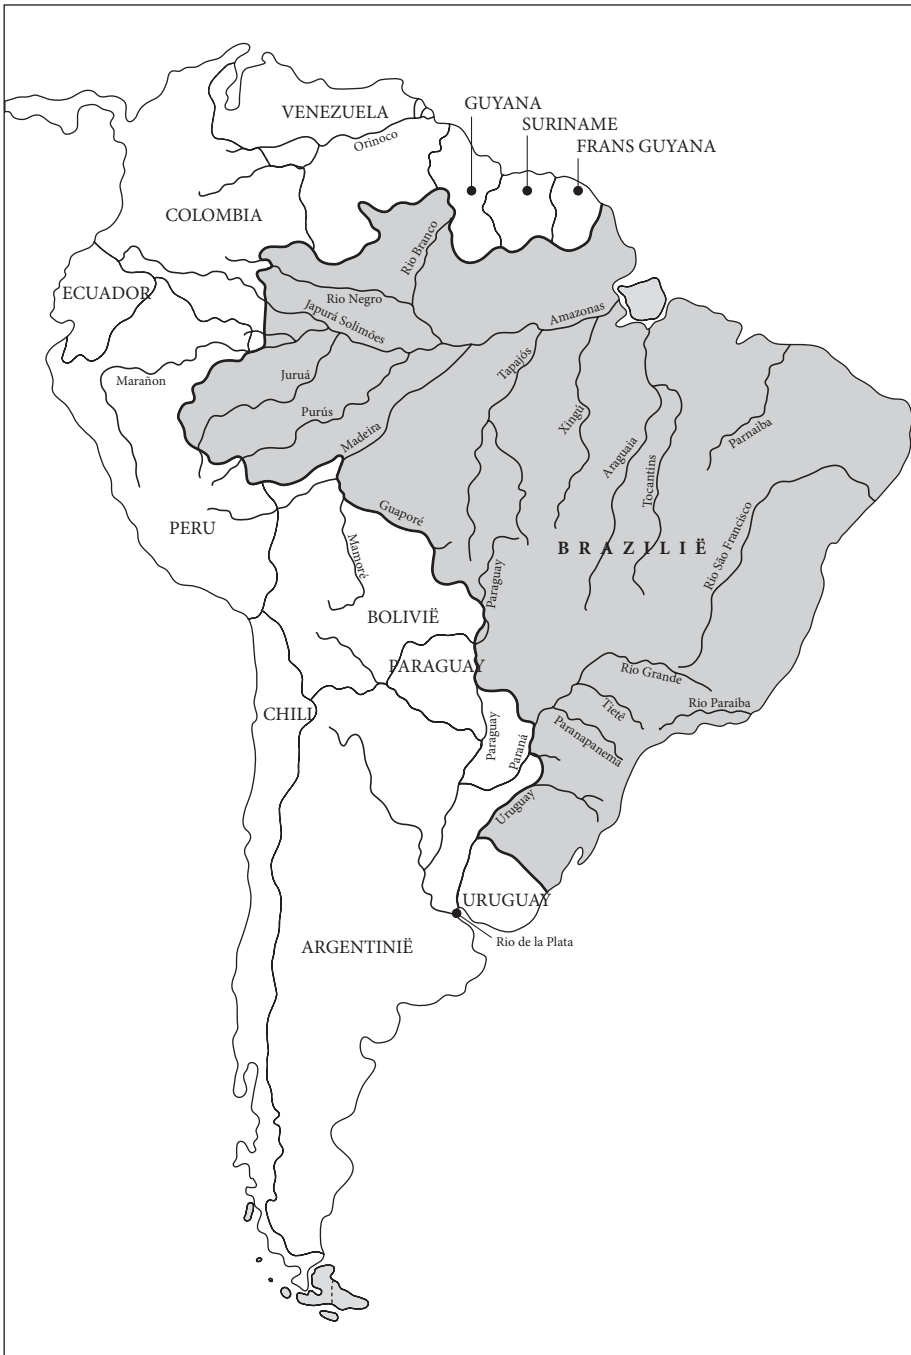 GUYANA
SURINAME
FRANS GUYANA
VENEZUELA
Orinoco
COLOMBIA
Rio Branco
ECUADOR
Rio Negro
Japurá Solimões
Amazonas
Marañon
Juruá
Tapajós
Purús
Madeira
Xingú
Araguaia
Tocantins
Parnaiba
Guaporé
PERU
Mamoré
BRAZILIË
Rio São Francisco
Paraguay
BOLIVIË
PARAGUAY
Rio Grande
CHILI
Tieté
Rio Paraiba
Paraguay
Paraná
Paranapanema
Uruguay
URUGUAY
Rio de la Plata
ARGENTINIË